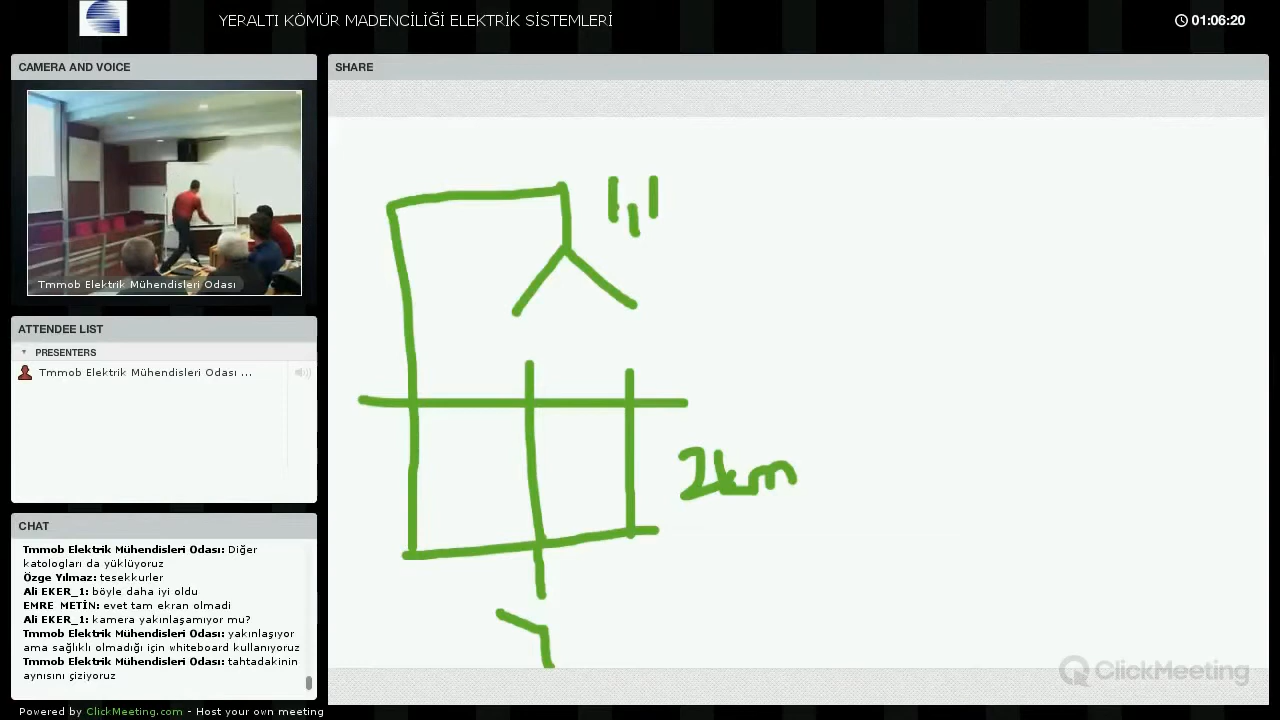 YERALTI KÖMÜR MADENCİLİĞİ ELEKTRİK SİSTEMLERİ
01:06:20
CAMERA AND VOICE
Tmmob Elektrik Mühendisleri Odası
ATTENDEE LIST
PRESENTERS
Tmmob Elektrik Mühendisleri Odası ...
CHAT
Tmmob Elektrik Mühendisleri Odası: Diğer
katologları da yüklüyoruz
Özge Yılmaz: tesekkurler
Ali EKER_1: böyle daha iyi oldu
EMRE METİN: evet tam ekran olmadi
Ali EKER_1: kamera yakınlaşamıyor mu?
Tmmob Elektrik Mühendisleri Odası: yakınlaşıyor
ama sağlıklı olmadığı için whiteboard kullanıyoruz
Tmmob Elektrik Mühendisleri Odası: tahtadakinin
aynısını çiziyoruz
Powered by ClickMeeting.com - Host your own meeting
SHARE
1,1
2km
ClickMeeting